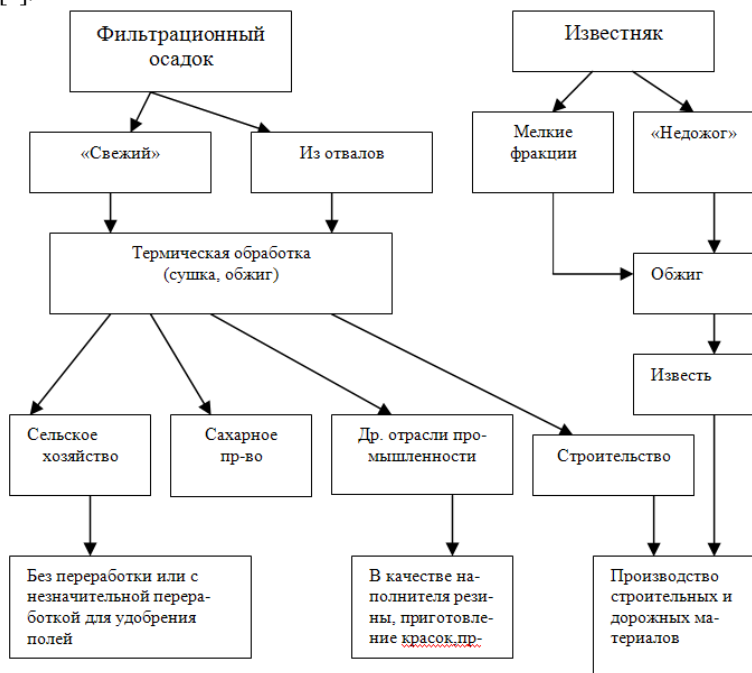 Фильтрационный
осадок
Известняк
«Свежий»
Из отвалов
Мелкие
фракции
«Недожог»
Термическая обработка
(сушка, обжиг)
Обжиг
Известь
Сельское
хозяйство
Сахарное
пр-во
Др. отрасли про-
мышленности
Строительство
Без переработки или с
незначительной перера-
боткой для удобрения
полей
В качестве на-
полнителя рези-
ны, приготовле-
ние красок,пр-
Производство
строительных и
дорожных ма-
териалов